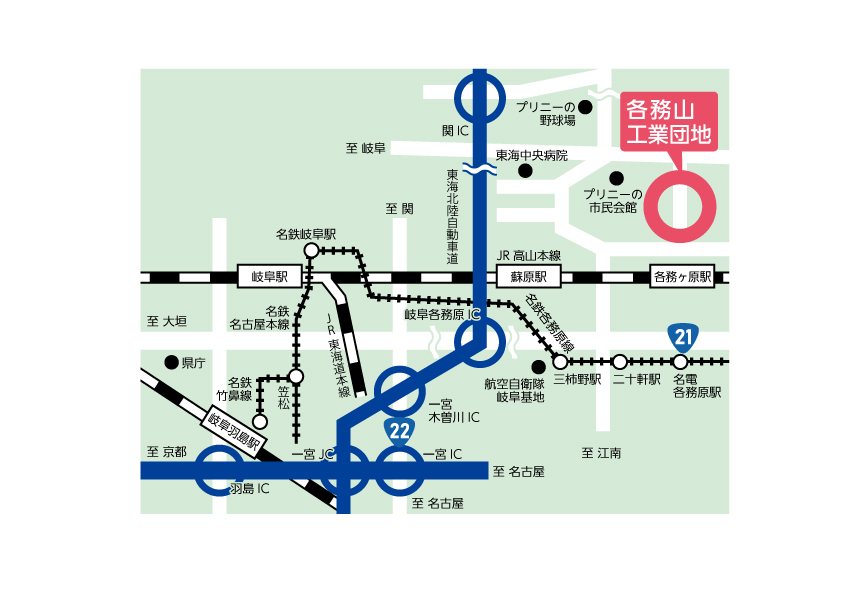 プリニーの
野球場
各務山
工業団地
関 IC
至 岐阜
東海中央病院
東海北陸自動車道
プリニーの
市民会館
至 関
名鉄岐阜駅
JR 高山本線
岐阜駅
蘇原駅
各務ヶ原駅
名鉄
名古屋本線
岐阜各務原 IC
名鉄各務原線
至 大垣
JR 東海道本線
21
県庁
名鉄
竹鼻線
笠松
航空自衛隊
岐阜基地
三柿野駅
二十軒駅
名電
各務原駅
一宮
木曽川 IC
岐阜羽島駅
22
至 京都
一宮 JC
一宮 IC
至 江南
至 名古屋
羽島 IC
至 名古屋